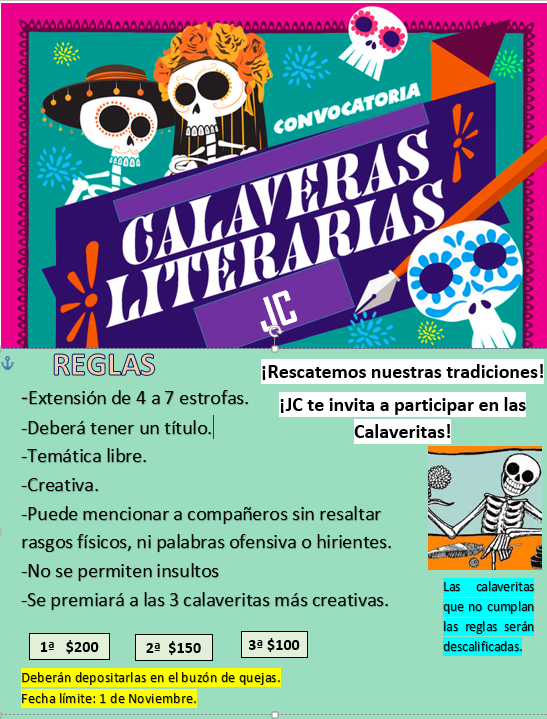 CONVOCATORIA
CALAVERAS
LITERARIAS
JC
REGLAS
¡Rescatemos nuestras tradiciones!
¡JC te invita a participar en las
Calaveritas!
-Extensión de 4 a 7 estrofas.
-Deberá tener un título.
-Temática libre.
-Creativa.
-Puede mencionar a compañeros sin resaltar
rasgos físicos, ni palabras ofensiva o hirientes.
-No se permiten insultos
-Se premiará a las 3 calaveritas más creativas.
Las calaveritas
que no cumplan
las reglas serán
descalificadas.
1ª $200
2ª $150
3ª $100
Deberán depositarlas en el buzón de quejas.
Fecha límite: 1 de Noviembre.